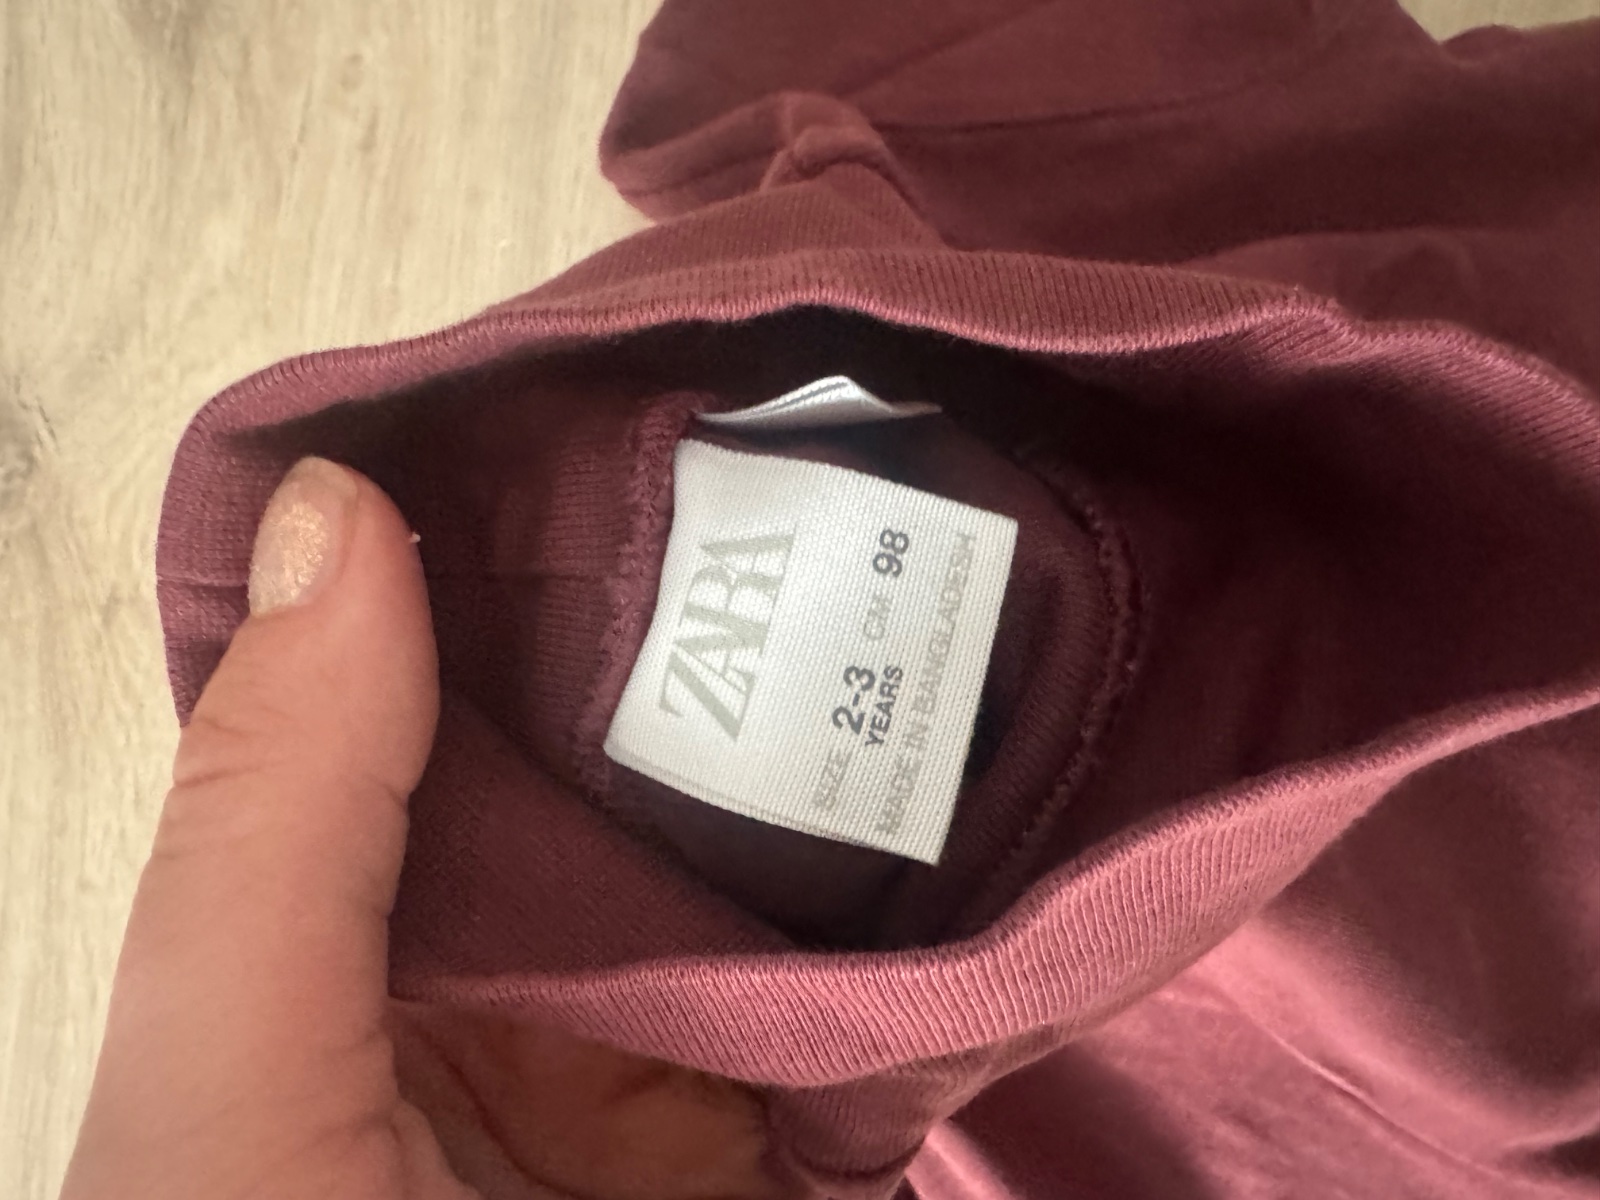 ZARA
SIZE 2-3 CM 98
YEARS
MADE IN BANGLADESH